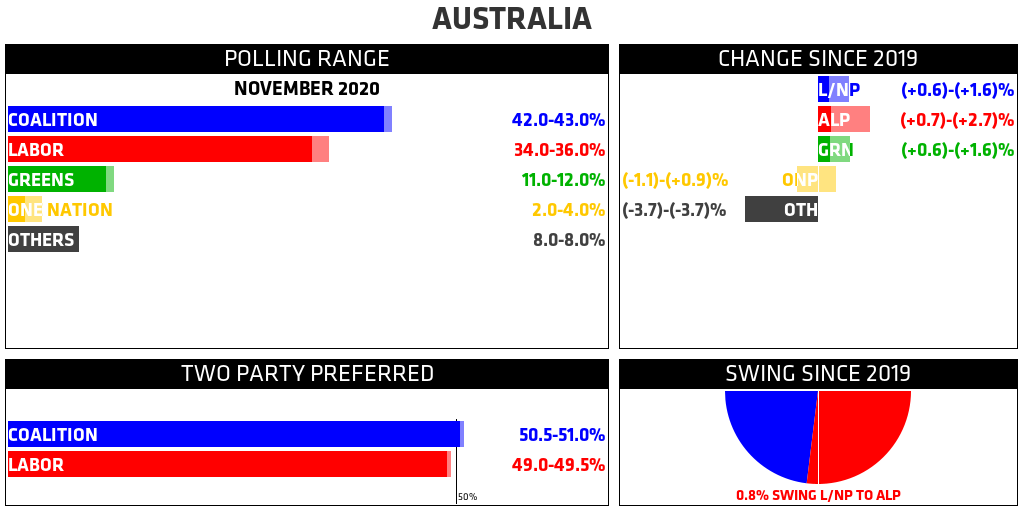 AUSTRALIA
POLLING RANGE
NOVEMBER 2020
COALITION 42.0-43.0%
LABOR 34.0-36.0%
GREENS 11.0-12.0%
ONE NATION 2.0-4.0%
OTHERS 8.0-8.0%
CHANGE SINCE 2019
L/NP (+0.6)-(+1.6)%
ALP (+0.7)-(+2.7)%
GRN (+0.6)-(+1.6)%
(-1.1)-(+0.9)% ONP
(-3.7)-(-3.7)% OTH
TWO PARTY PREFERRED
COALITION 50.5-51.0%
LABOR 49.0-49.5%
50%
SWING SINCE 2019
0.8% SWING L/NP TO ALP